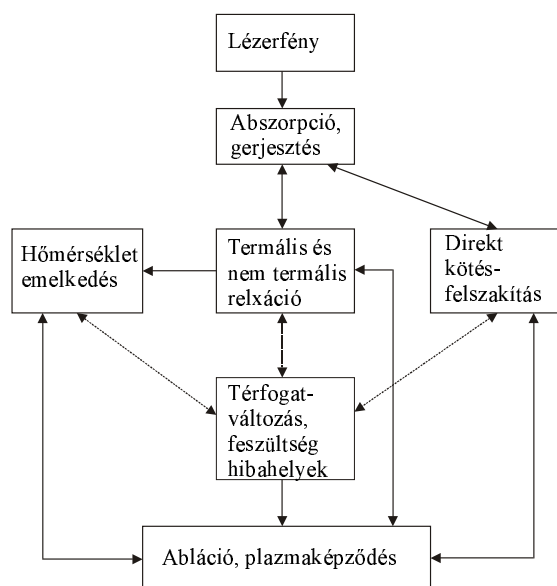 Lézerfény
Abszorpció,
gerjesztés
Hőmérséklet
emelkedés
Termális és
nem termális
relxáció
Direkt
kötés-
felszakítás
Térfogat-
változás,
feszültség
hibahelyek
Abláció, plazmaképződés